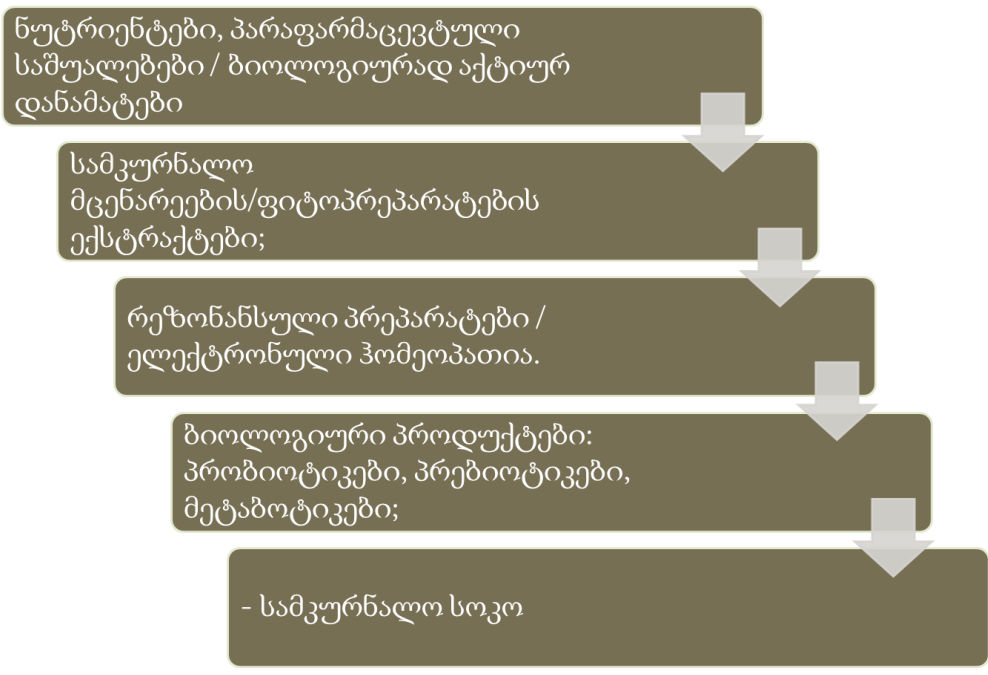 ნუტრიენტები, პარაფარმაცევტული
საშუალებები / ბიოლოგიურად აქტიურ
დანამატები
სამკურნალო
მცენარეების/ფიტოპრეპარატების
ექსტრაქტები;
რეზონანსული პრეპარატები /
ელექტრონული ჰომეოპათია.
ბიოლოგიური პროდუქტები:
პრობიოტიკები, პრებიოტიკები,
მეტაბოტიკები;
- სამკურნალო სოკო